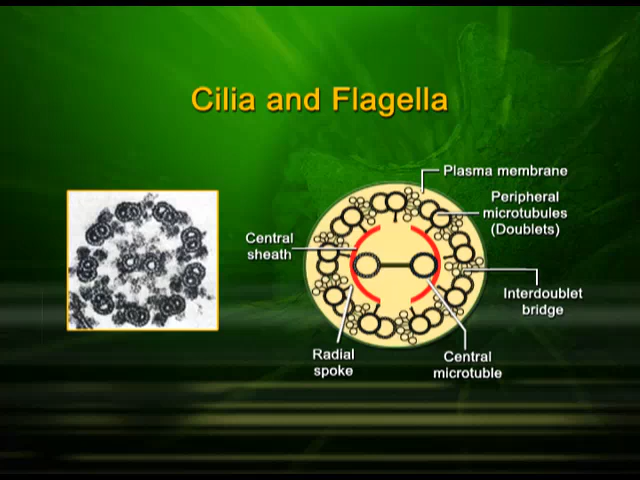 Cilia and Flagella
Plasma membrane
Peripheral
microtubules
(Doublets)
Central
sheath
Interdoublet
bridge
Radial
spoke
Central
microtuble